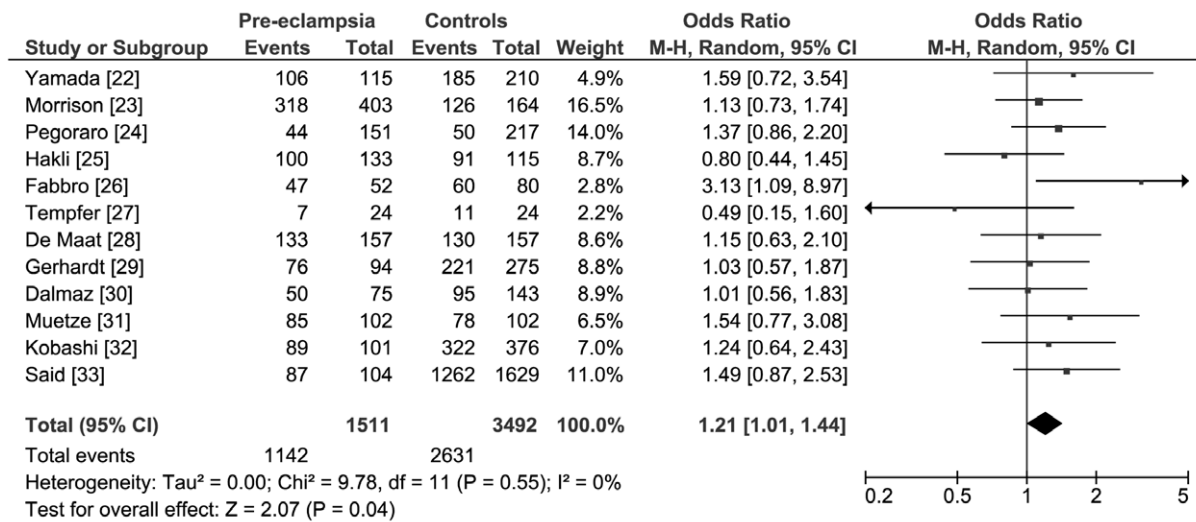 Pre-eclampsia Controls Odds Ratio Odds Ratio
Study or Subgroup Events Total Events Total Weight M-H, Random, 95% CI M-H, Random, 95% CI
Yamada [22] 106 115 185 210 4.9% 1.59 [0.72, 3.54]
Morrison [23] 318 403 126 164 16.5% 1.13 [0.73, 1.74]
Pegoraro [24] 44 151 50 217 14.0% 1.37 [0.86, 2.20]
Hakli [25] 100 133 91 115 8.7% 0.80 [0.44, 1.45]
Fabbro [26] 47 52 60 80 2.8% 3.13 [1.09, 8.97]
Tempfer [27] 7 24 11 24 2.2% 0.49 [0.15, 1.60]
De Maat [28] 133 157 130 157 8.6% 1.15 [0.63, 2.10]
Gerhardt [29] 76 94 221 275 8.8% 1.03 [0.57, 1.87]
Dalmaz [30] 50 75 95 143 8.9% 1.01 [0.56, 1.83]
Muetze [31] 85 102 78 102 6.5% 1.54 [0.77, 3.08]
Kobashi [32] 89 101 322 376 7.0% 1.24 [0.64, 2.43]
Said [33] 87 104 1262 1629 11.0% 1.49 [0.87, 2.53]
Total (95% CI) 1511 3492 100.0% 1.21 [1.01, 1.44]
Total events 1142 2631
Heterogeneity: Tau² = 0.00; Chi² = 9.78, df = 11 (P = 0.55); I² = 0%
Test for overall effect: Z = 2.07 (P = 0.04)
0.2 0.5 1 2 5